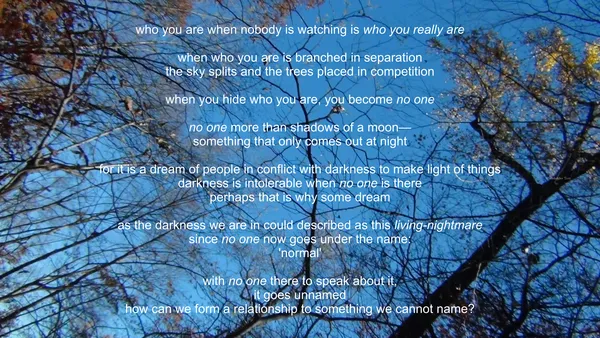 who you are when nobody is watching is who you really are
when who you are is branched in separation
the sky splits and the trees placed in competition
when you hide who you are, you become no one
no one more than shadows of a moon—
something that only comes out at night
for it is a dream of people in conflict with darkness to make light of things
darkness is intolerable when no one is there
perhaps that is why some dream
as the darkness we are in could described as this living-nightmare
since no one now goes under the name:
'normal'
with no one there to speak about it,
it goes unnamed
how can we form a relationship to something we cannot name?